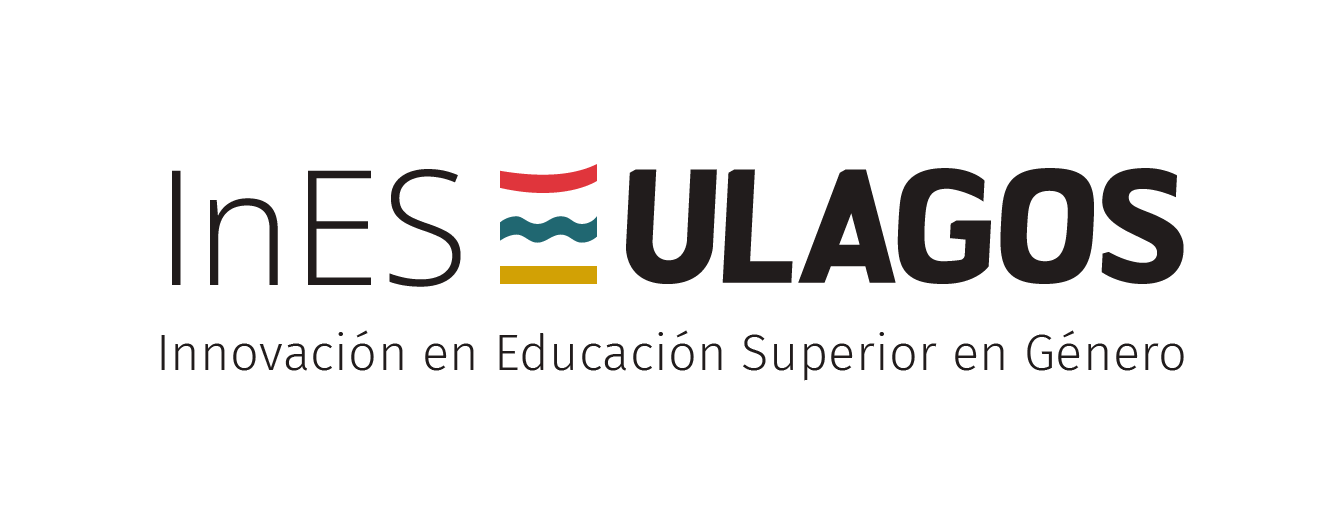 InES ULAGOS
Innovación en Educación Superior en Género